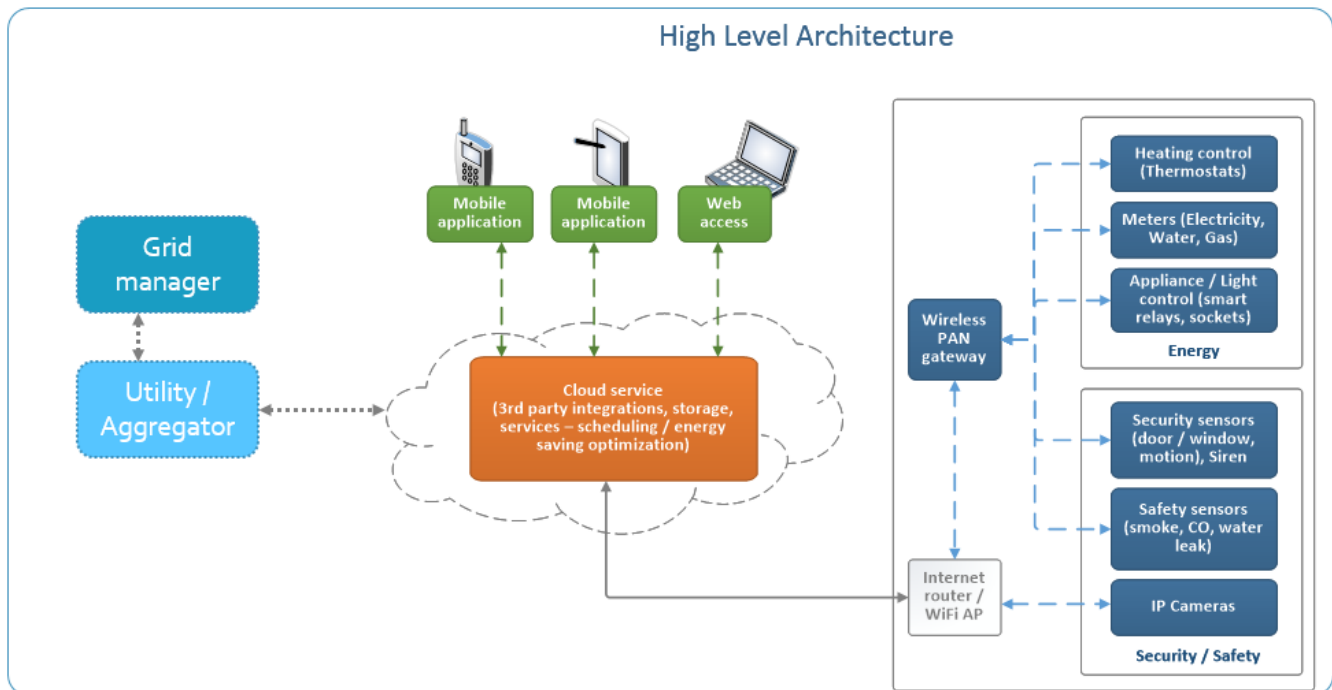 High Level Architecture
Mobile
application
Mobile
application
Web
access
Grid
manager
Utility /
Aggregator
Cloud service
(3rd party integrations, storage,
services – scheduling / energy
saving optimization)
Wireless
PAN
gateway
Internet
router /
WiFi AP
Heating control
(Thermostats)
Meters (Electricity,
Water, Gas)
Appliance / Light
control (smart
relays, sockets)
Energy
Security sensors
(door / window,
motion), Siren
Safety sensors
(smoke, CO, water
leak)
IP Cameras
Security / Safety